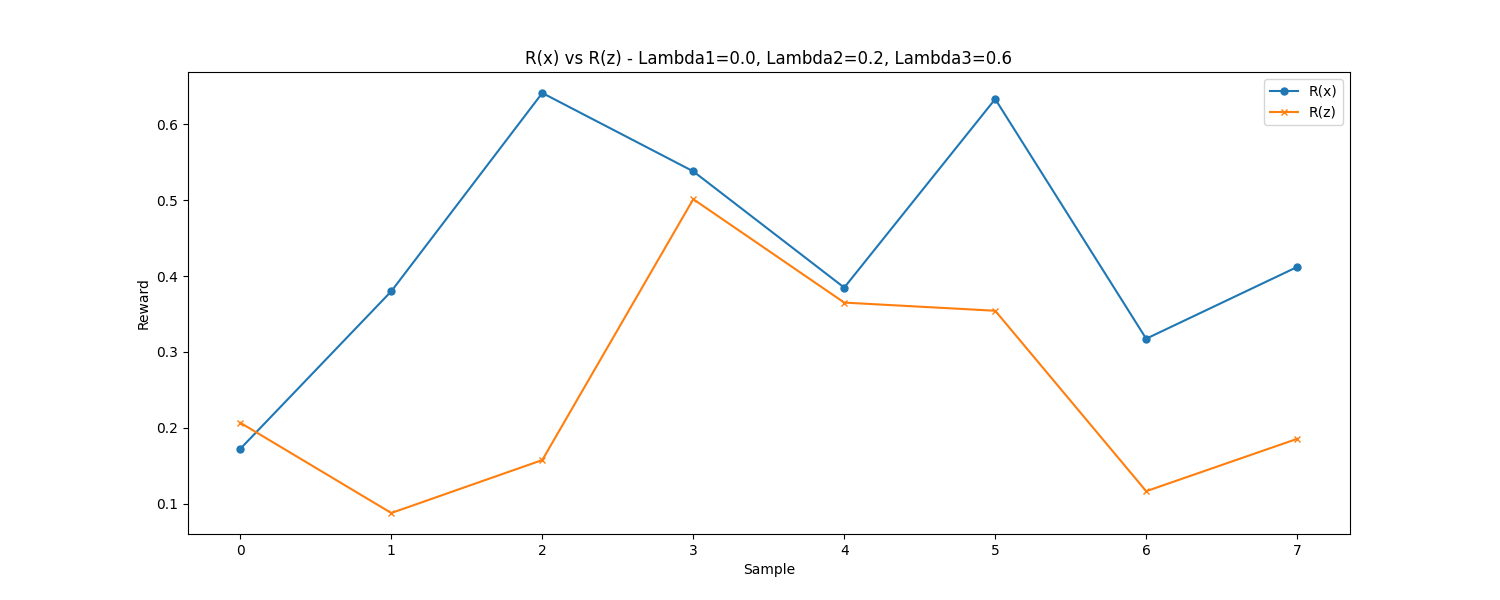 R(x) vs R(z) - Lambda1=0.0, Lambda2=0.2, Lambda3=0.6
R(x)
R(z)
Reward
0.6
0.5
0.4
0.3
0.2
0.1
0 1 2 3 4 5 6 7
Sample